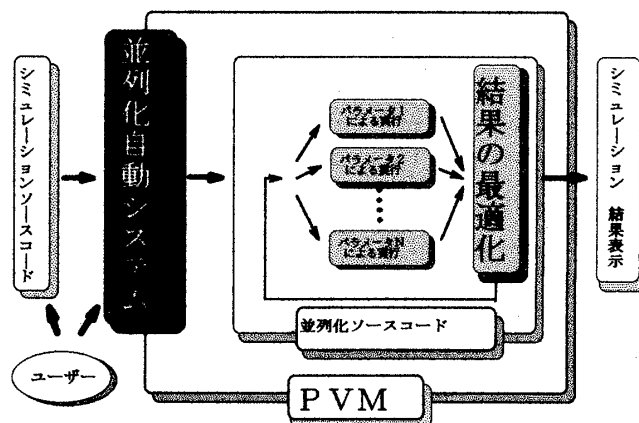 シミュレーションソースコード
並列化自動システム
パラメータ1
による実行
パラメータ2
による実行
パラメータN
による実行
結果の最適化
並列化ソースコード
シミュレーション 結果表示
ユーザー
PVM